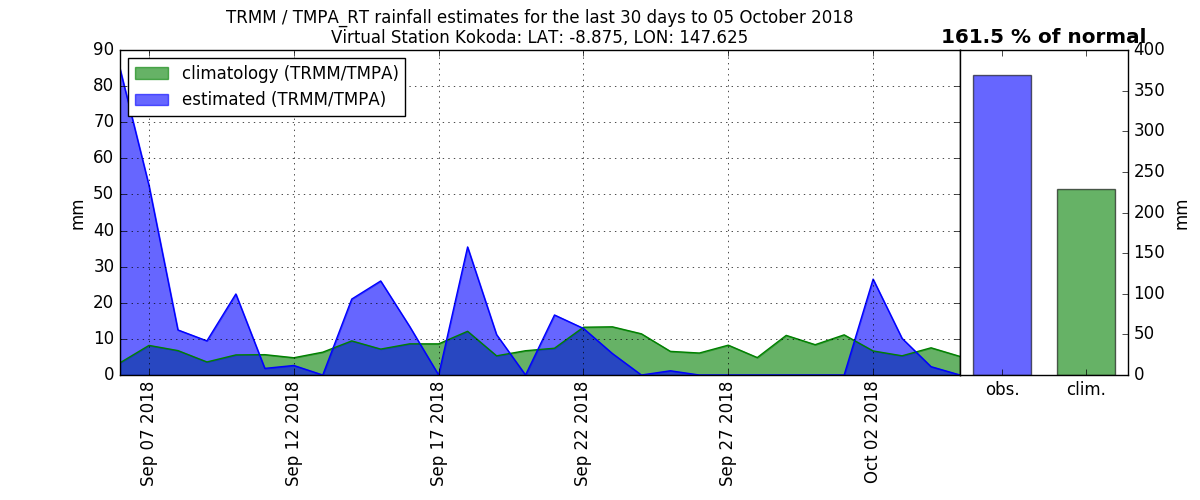 TRMM / TMPA_RT rainfall estimates for the last 30 days to 05 October 2018
Virtual Station Kokoda: LAT: -8.875, LON: 147.625
161.5 % of normal
climatology (TRMM/TMPA)
estimated (TRMM/TMPA)
90
80
70
60
50
40
30
20
10
0
mm
Sep 07 2018
Sep 12 2018
Sep 17 2018
Sep 22 2018
Sep 27 2018
Oct 02 2018
400
350
300
250
200
150
100
50
0
mm
obs.
clim.